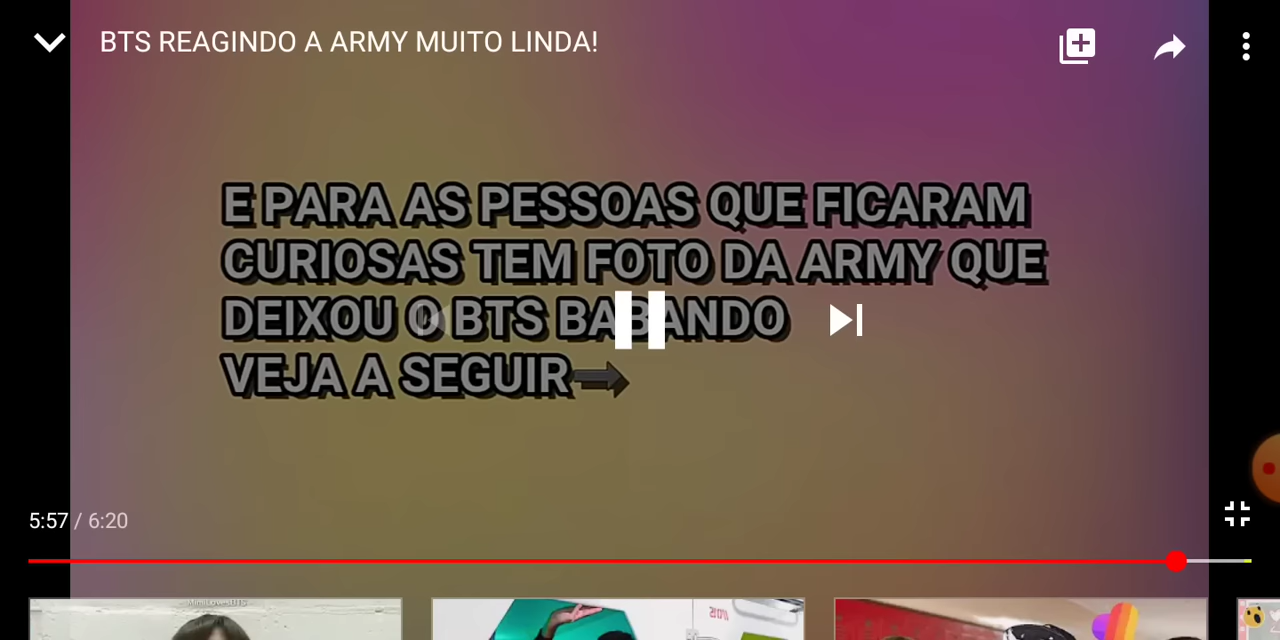 BTS REAGINDO A ARMY MUITO LINDA!
E PARA AS PESSOAS QUE FICARAM
CURIOSAS TEM FOTO DA ARMY QUE
DEIXOU O BTS BABANDO
VEJA A SEGUIR
5:57 / 6:20